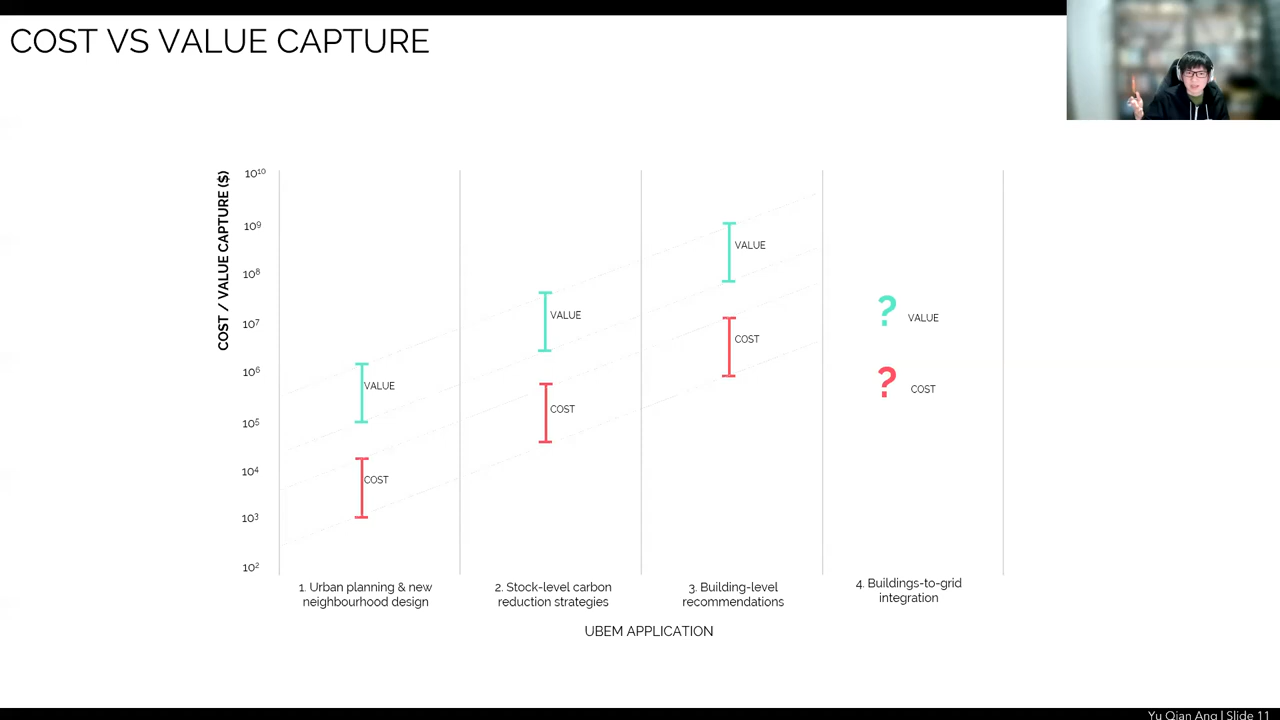 COST VS VALUE CAPTURE
COST / VALUE CAPTURE ($)
10¹⁰
10⁹
10⁸
10⁷
10⁶
10⁵
10⁴
10³
10²
VALUE
COST
VALUE
COST
VALUE
COST
? VALUE
? COST
1. Urban planning & new
neighbourhood design
2. Stock-level carbon
reduction strategies
3. Building-level
recommendations
4. Buildings-to-grid
integration
UBEM APPLICATION
Yu Qian Ang | Slide 11